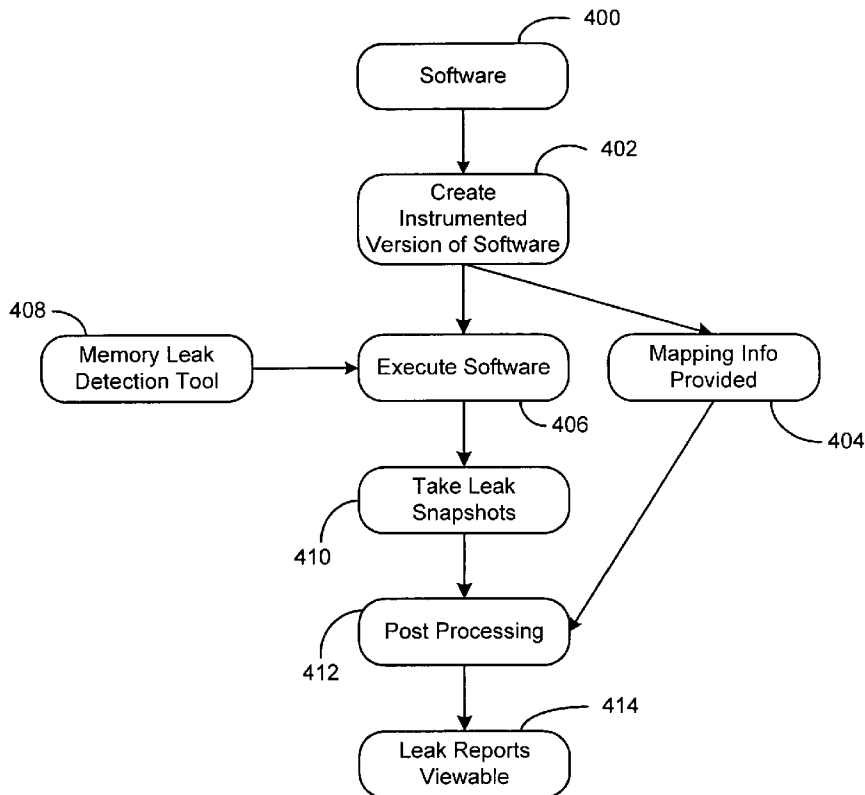 400
Software
402
Create
Instrumented
Version of Software
408
Memory Leak
Detection Tool
Execute Software
Mapping Info
Provided
406
404
Take Leak
Snapshots
410
Post Processing
412
414
Leak Reports
Viewable